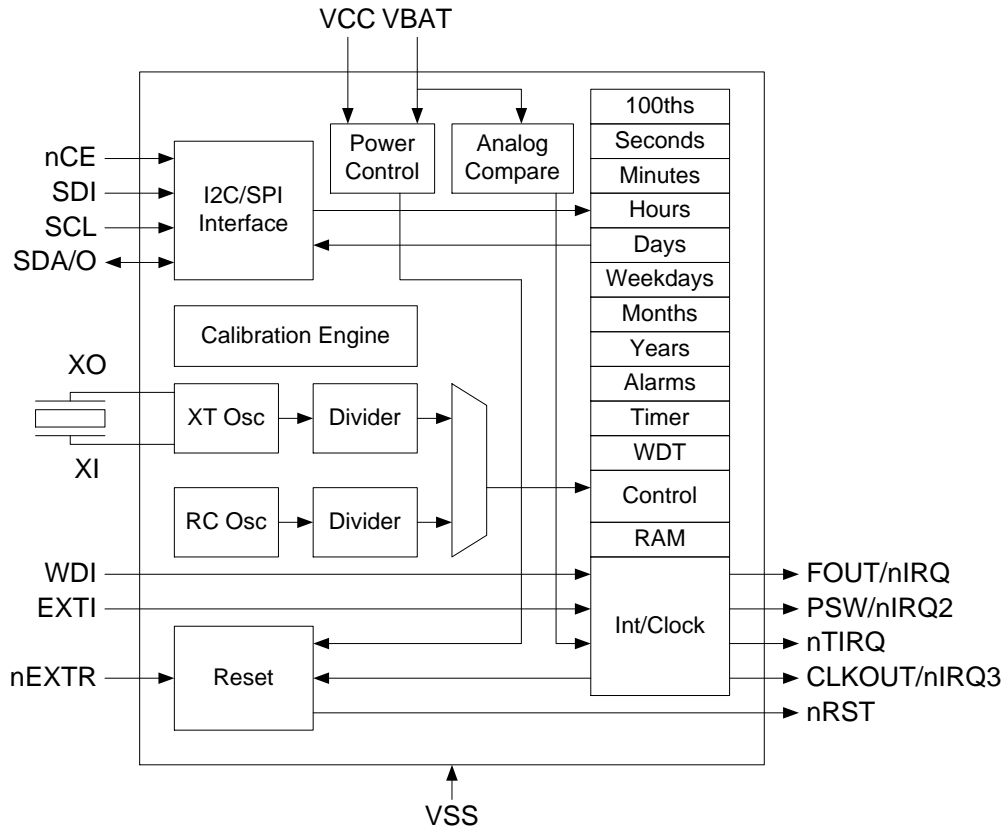 VCC VBAT
100ths
Seconds
Minutes
Hours
Days
Weekdays
Months
Years
Alarms
Timer
WDT
Control
RAM
Int/Clock
Power
Control
Analog
Compare
nCE
SDI
SCL
SDA/O
I2C/SPI
Interface
Calibration Engine
XO
XI
XT Osc
Divider
RC Osc
Divider
WDI
EXTI
nEXTR
Reset
FOUT/nIRQ
PSW/nIRQ2
nTIRQ
CLKOUT/nIRQ3
nRST
VSS